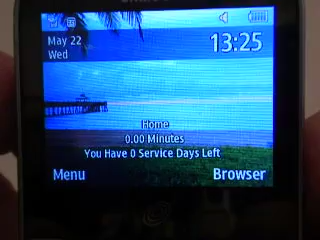 May 22
Wed
13:25
Home
0.00 Minutes
You Have 0 Service Days Left
Menu
Browser